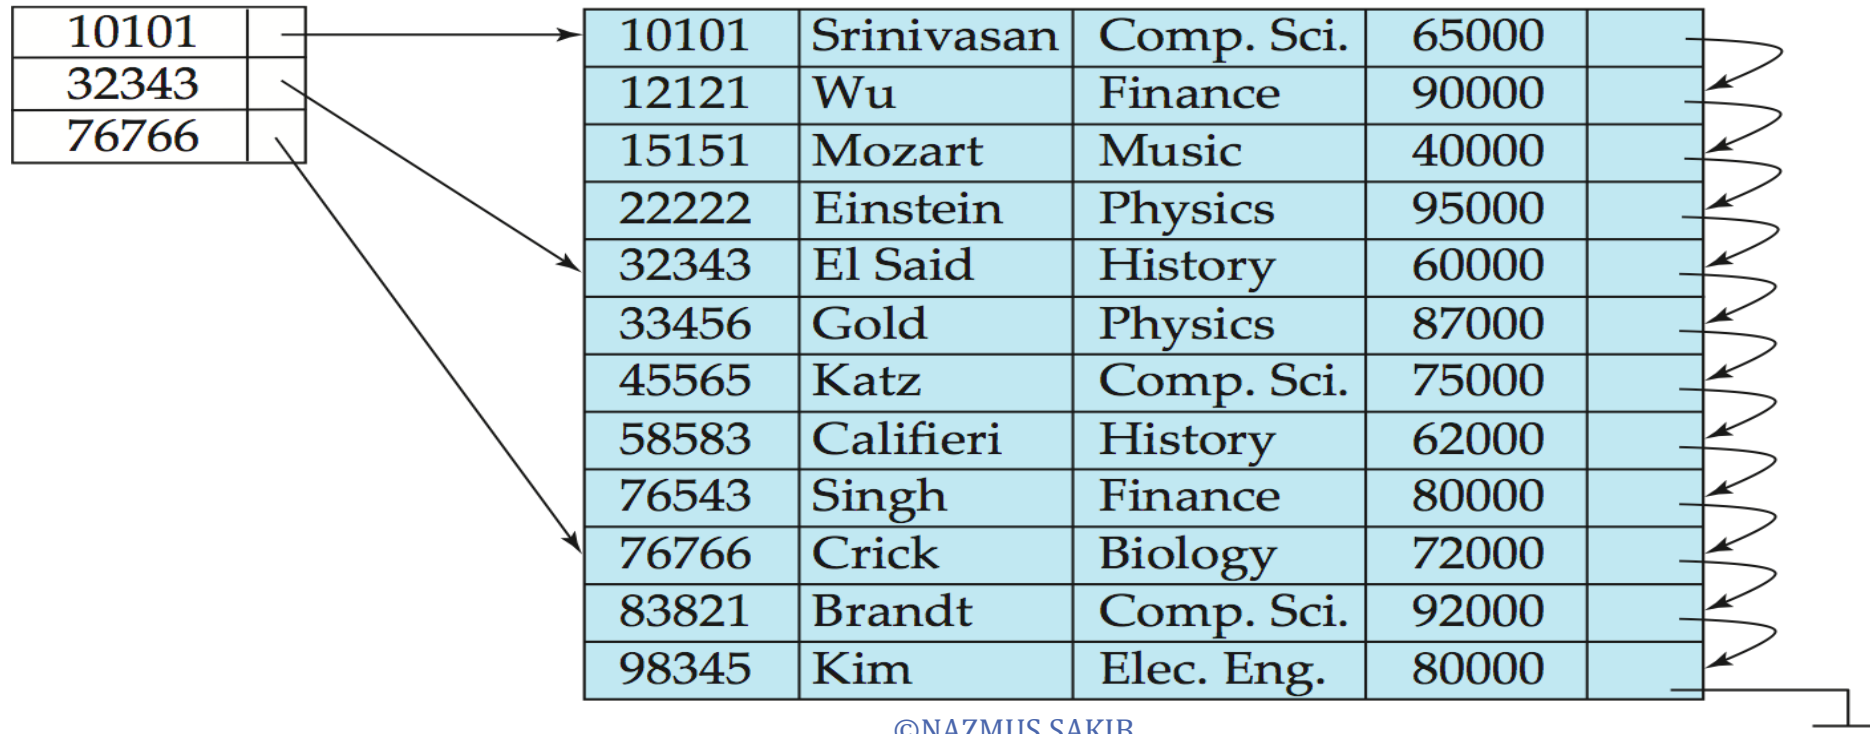 10101
32343
76766
10101 Srinivasan Comp. Sci. 65000
12121 Wu Finance 90000
15151 Mozart Music 40000
22222 Einstein Physics 95000
32343 El Said History 60000
33456 Gold Physics 87000
45565 Katz Comp. Sci. 75000
58583 Califieri History 62000
76543 Singh Finance 80000
76766 Crick Biology 72000
83821 Brandt Comp. Sci. 92000
98345 Kim Elec. Eng. 80000
©NAZMUS SAKIB